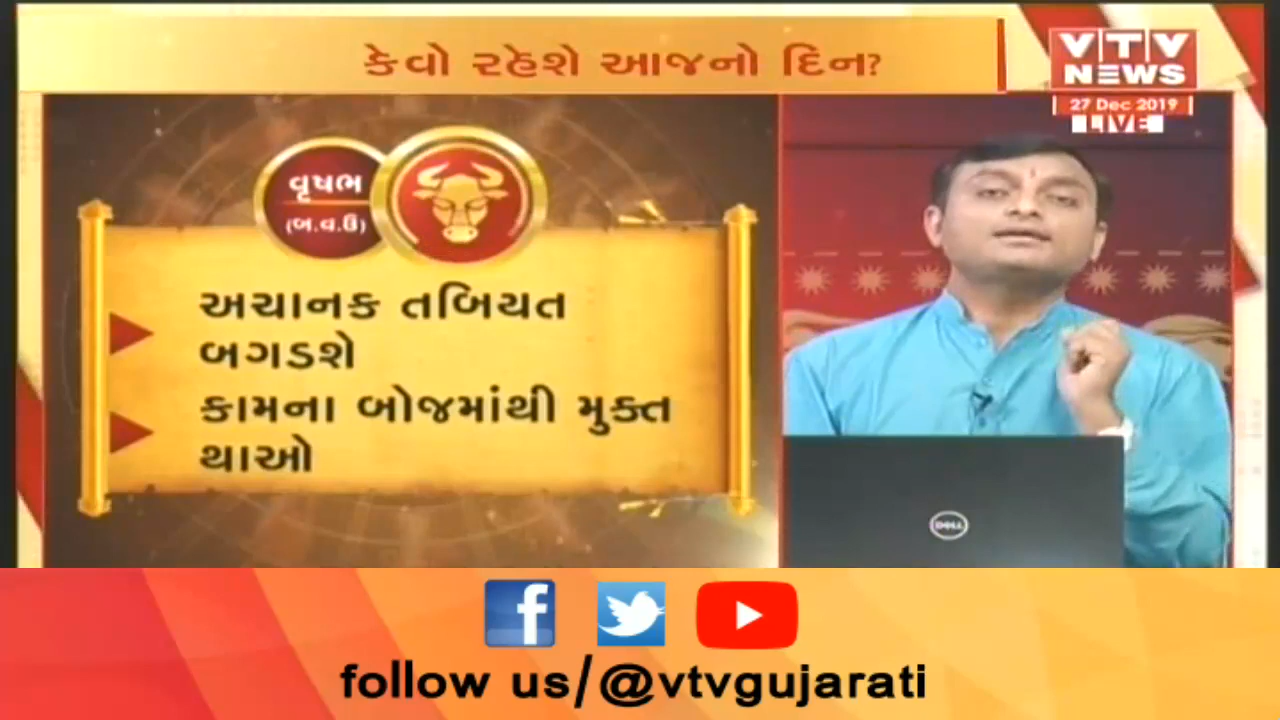 કેવો રહેશે આજનો દિન?
VTV
NEWS
27 Dec 2019
LIVE
વૃષભ
(બ.વ.ઉ)
અચાનક તબિયત
બગડશે
કામના બોજમાંથી મુક્ત
થાઓ
DELL
follow us/@vtvgujarati